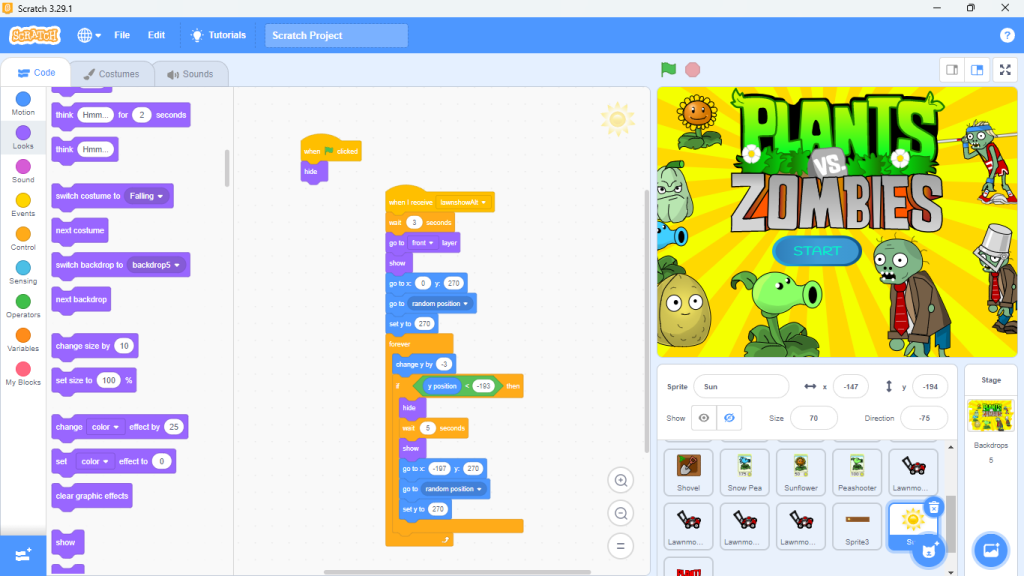 Scratch 3.29.1
SCRATCH
File
Edit
Tutorials
Scratch Project
Code
Costumes
Sounds
Motion
Looks
Sound
Events
Control
Sensing
Operators
Variables
My Blocks
think Hmm... for 2 seconds
think Hmm...
switch costume to Falling
next costume
switch backdrop to backdrop5
next backdrop
change size by 10
set size to 100 %
change color effect by 25
set color effect to 0
clear graphic effects
show
when clicked
hide
when I receive lawnshowAlt
wait 3 seconds
go to front layer
show
go to x: 0 y: 270
go to random position
set y to 270
forever
change y by -3
if y position < -193 then
hide
wait 5 seconds
show
go to x: -197 y: 270
go to random position
set y to 270
PLANTS
VS.
ZOMBIES
START
Sprite Sun x -147 y -194
Show Size 70 Direction -75
Shovel
Snow Pea
Sunflower
Peashooter
Lawnmo...
Lawnmo...
Lawnmo...
Lawnmo...
Sprite3
Stage
Backdrops
5